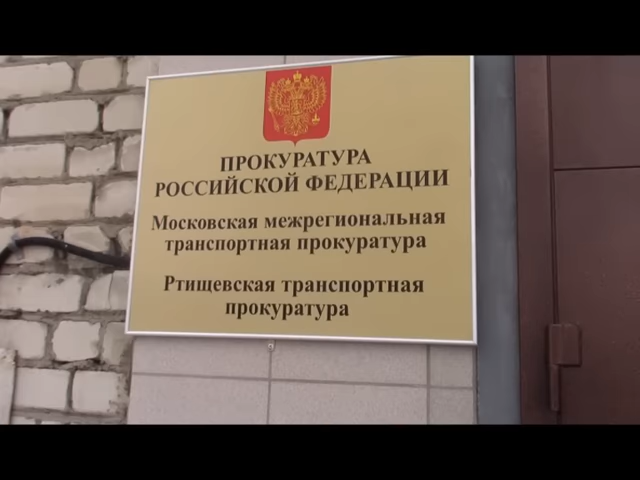 ПРОКУРАТУРА
РОССИЙСКОЙ ФЕДЕРАЦИИ
Московская межрегиональная
транспортная прокуратура
Ртищевская транспортная
прокуратура